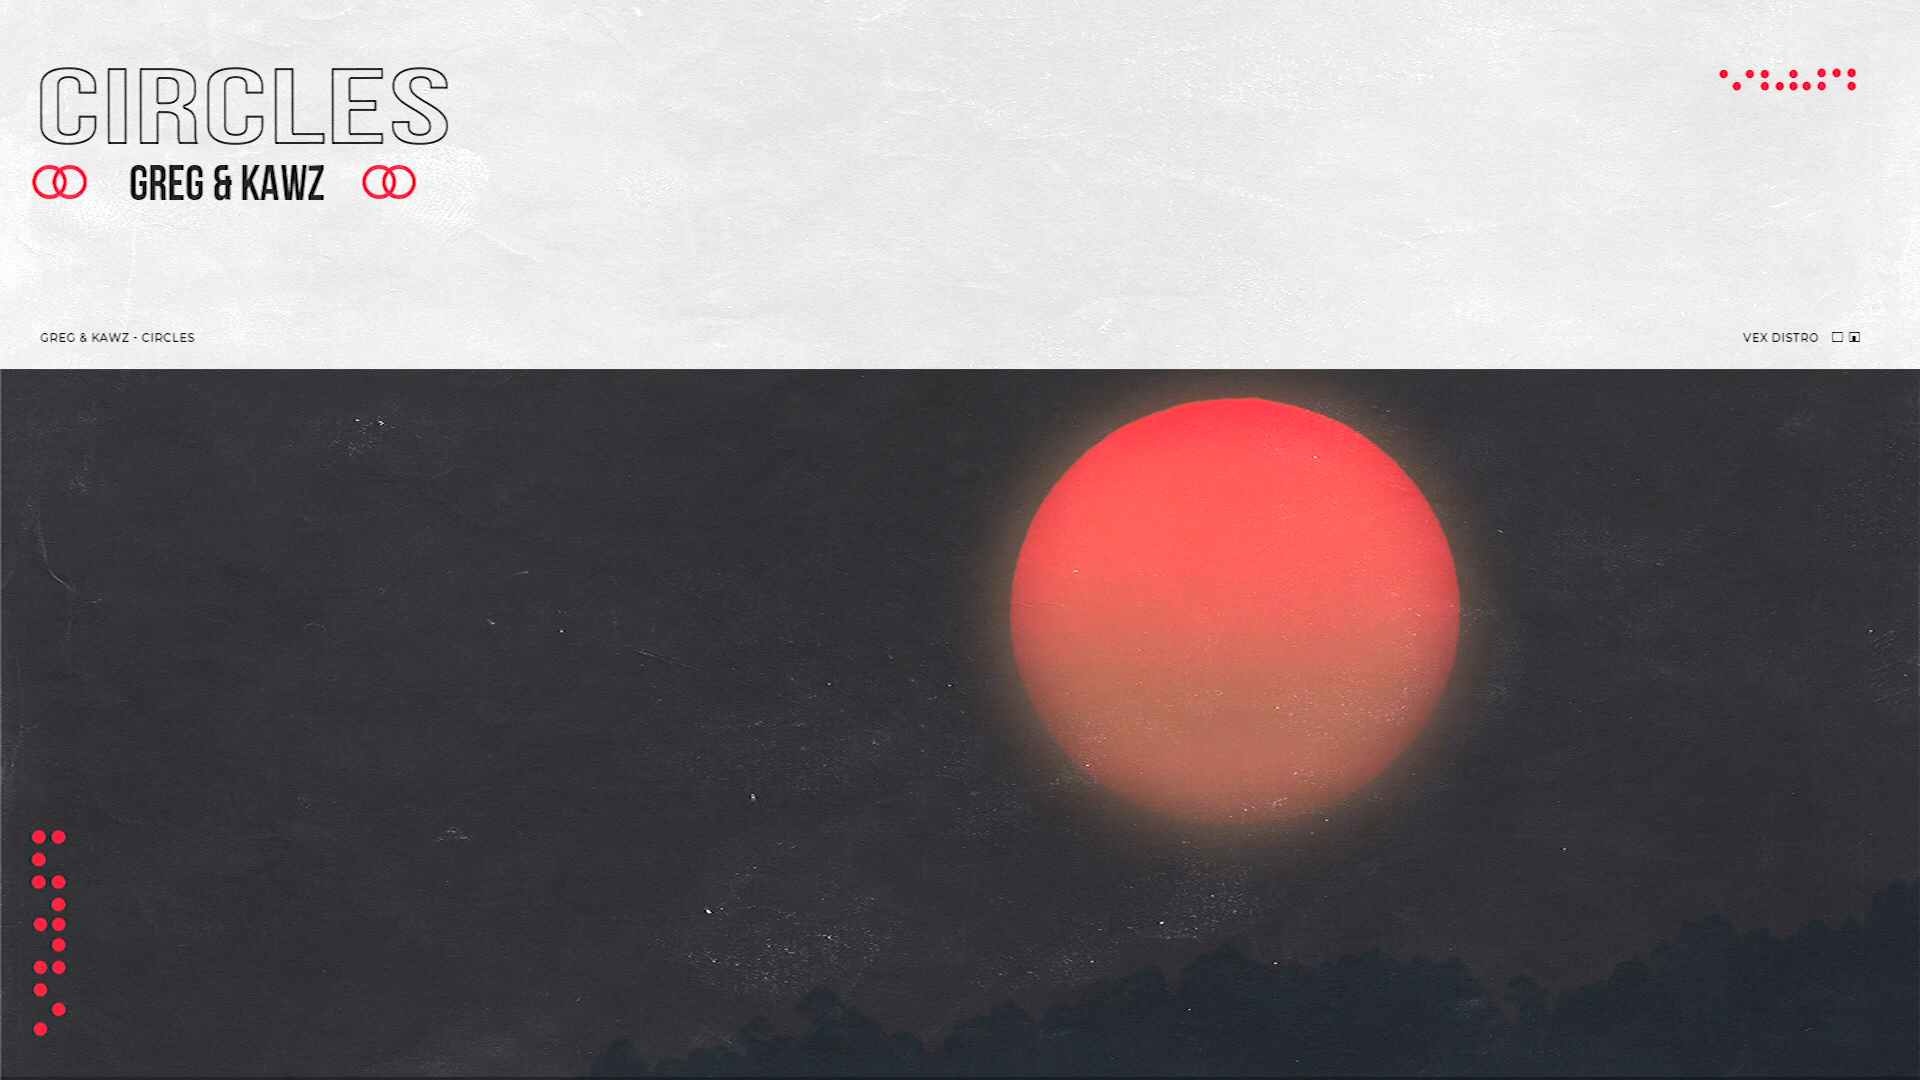 CIRCLES
GREG & KAWZ
GREG & KAWZ - CIRCLES
VEX DISTRO